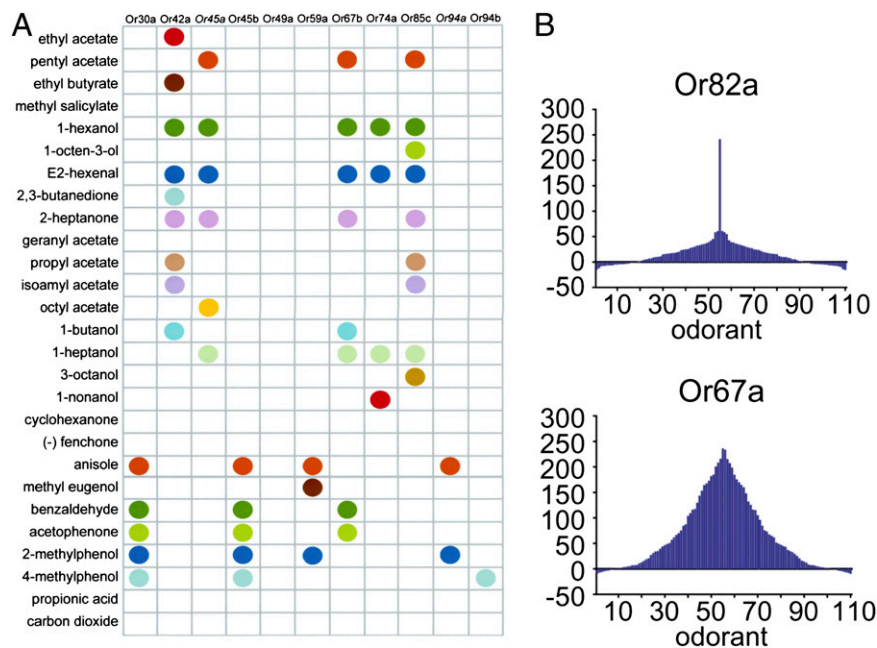 A
Or30a Or42a Or45a Or45b Or49a Or59a Or67b Or74a Or85c Or94a Or94b
ethyl acetate
pentyl acetate
ethyl butyrate
methyl salicylate
1-hexanol
1-octen-3-ol
E2-hexenal
2,3-butanedione
2-heptanone
geranyl acetate
propyl acetate
isoamyl acetate
octyl acetate
1-butanol
1-heptanol
3-octanol
1-nonanol
cyclohexanone
(-) fenchone
anisole
methyl eugenol
benzaldehyde
acetophenone
2-methylphenol
4-methylphenol
propionic acid
carbon dioxide
B
Or82a
300
250
200
150
100
50
0
-50
10 30 50 70 90 110
odorant
Or67a
300
250
200
150
100
50
0
-50
10 30 50 70 90 110
odorant